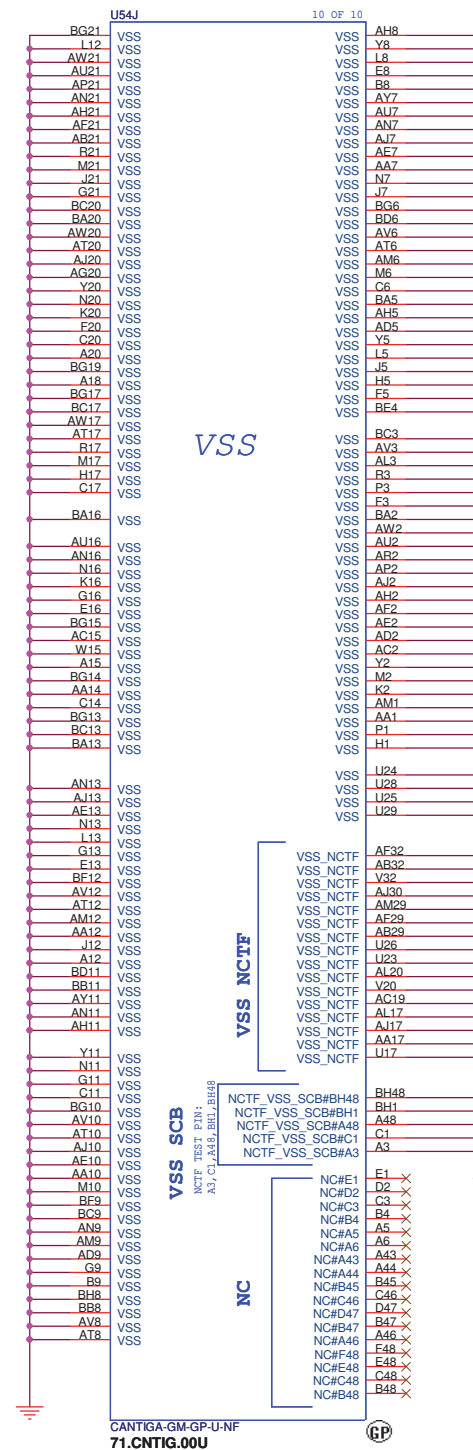 U54J 10 OF 10
BG21 VSS VSS AH8
L12 VSS VSS Y8
AW21 VSS VSS L8
AU21 VSS VSS E8
AP21 VSS VSS B8
AN21 VSS VSS AY7
AH21 VSS VSS AU7
AF21 VSS VSS AN7
AB21 VSS VSS AJ7
R21 VSS VSS AE7
M21 VSS VSS AA7
J21 VSS VSS N7
G21 VSS VSS J7
BC20 VSS VSS BG6
BA20 VSS VSS BD6
AW20 VSS VSS AV6
AT20 VSS VSS AT6
AJ20 VSS VSS AM6
AG20 VSS VSS M6
Y20 VSS VSS C6
N20 VSS VSS BA5
K20 VSS VSS AH5
F20 VSS VSS AD5
C20 VSS VSS Y5
A20 VSS VSS L5
BG19 VSS VSS J5
A18 VSS VSS H5
BG17 VSS VSS F5
BC17 VSS VSS BE4
AW17 VSS
AT17 VSS VSS BC3
R17 VSS VSS AV3
M17 VSS VSS AL3
H17 VSS VSS R3
C17 VSS VSS P3
VSS F3
BA16 VSS VSS BA2
VSS AW2
AU16 VSS VSS AU2
AN16 VSS VSS AR2
N16 VSS VSS AP2
K16 VSS VSS AJ2
G16 VSS VSS AH2
E16 VSS VSS AF2
BG15 VSS VSS AE2
AC15 VSS VSS AD2
W15 VSS VSS AC2
A15 VSS VSS Y2
BG14 VSS VSS M2
AA14 VSS VSS K2
C14 VSS VSS AM1
BG13 VSS VSS AA1
BC13 VSS VSS P1
BA13 VSS VSS H1
VSS U24
AN13 VSS VSS U28
AJ13 VSS VSS U25
AE13 VSS VSS U29
N13 VSS
L13 VSS
G13 VSS VSS_NCTF AF32
E13 VSS VSS_NCTF AB32
BF12 VSS VSS_NCTF V32
AV12 VSS VSS_NCTF AJ30
AT12 VSS VSS_NCTF AM29
AM12 VSS VSS_NCTF AF29
AA12 VSS VSS_NCTF AB29
J12 VSS VSS_NCTF U26
A12 VSS VSS_NCTF U23
BD11 VSS VSS_NCTF AL20
BB11 VSS VSS_NCTF V20
AY11 VSS VSS_NCTF AC19
AN11 VSS VSS_NCTF AL17
AH11 VSS VSS_NCTF AJ17
VSS_NCTF AA17
Y11 VSS VSS_NCTF U17
N11 VSS
G11 VSS
C11 VSS NCTF_VSS_SCB#BH48 BH48
BG10 VSS NCTF_VSS_SCB#BH1 BH1
AV10 VSS NCTF_VSS_SCB#A48 A48
AT10 VSS NCTF_VSS_SCB#C1 C1
AJ10 VSS NCTF_VSS_SCB#A3 A3
AE10 VSS
AA10 VSS NC#E1 E1
M10 VSS NC#D2 D2
BF9 VSS NC#C3 C3
BC9 VSS NC#B4 B4
AN9 VSS NC#A5 A5
AM9 VSS NC#A6 A6
AD9 VSS NC#A43 A43
G9 VSS NC#A44 A44
B9 VSS NC#B45 B45
BH8 VSS NC#C46 C46
BB8 VSS NC#D47 D47
AV8 VSS NC#B47 B47
AT8 VSS NC#A46 A46
NC#F48 F48
NC#E48 E48
NC#C48 C48
NC#B48 B48
VSS
VSS NCTF
VSS SCB
NCTF TEST PIN:
A3,C1,A48,BH1,BH48
NC
CANTIGA-GM-GP-U-NF
71.CNTIG.00U
GP